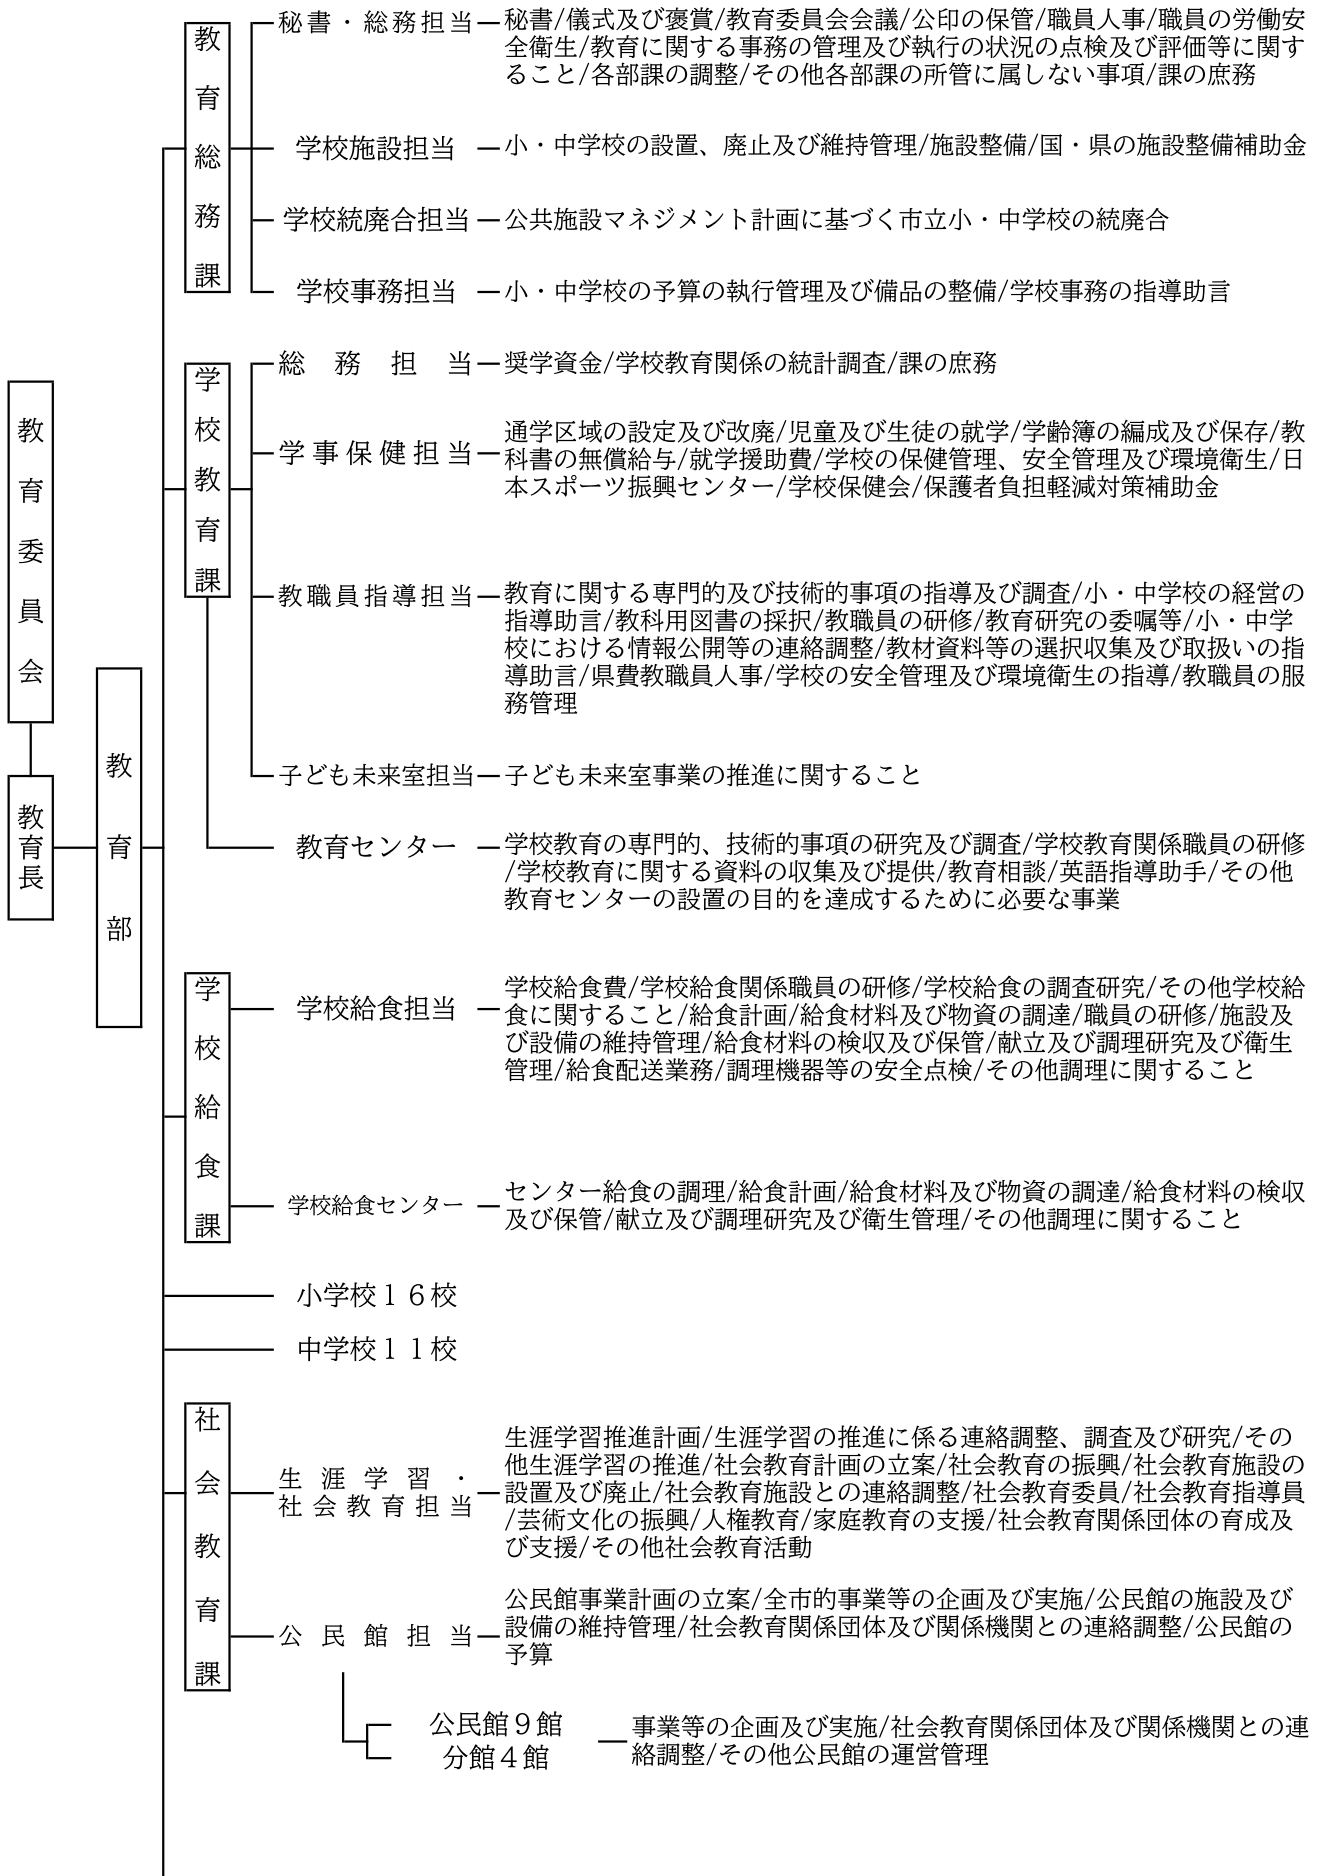 教育委員会
教育長
教育部
教育総務課
秘書・総務担当
秘書/儀式及び褒賞/教育委員会会議/公印の保管/職員人事/職員の労働安
全衛生/教育に関する事務の管理及び執行の状況の点検及び評価等に関す
ること/各部課の調整/その他各部課の所管に属しない事項/課の庶務
学校施設担当
小・中学校の設置、廃止及び維持管理/施設整備/国・県の施設整備補助金
学校統廃合担当
公共施設マネジメント計画に基づく市立小・中学校の統廃合
学校事務担当
小・中学校の予算の執行管理及び備品の整備/学校事務の指導助言
学校教育課
総務担当
奨学資金/学校教育関係の統計調査/課の庶務
学事保健担当
通学区域の設定及び改廃/児童及び生徒の就学/学齢簿の編成及び保存/教
科書の無償給与/就学援助費/学校の保健管理、安全管理及び環境衛生/日
本スポーツ振興センター/学校保健会/保護者負担軽減対策補助金
教職員指導担当
教育に関する専門的及び技術的事項の指導及び調査/小・中学校の経営の
指導助言/教科用図書の採択/教職員の研修/教育研究の委嘱等/小・中学
校における情報公開等の連絡調整/教材資料等の選択収集及び取扱いの指
導助言/県費教職員人事/学校の安全管理及び環境衛生の指導/教職員の服
務管理
子ども未来室担当
子ども未来室事業の推進に関すること
教育センター
学校教育の専門的、技術的事項の研究及び調査/学校教育関係職員の研修
/学校教育に関する資料の収集及び提供/教育相談/英語指導助手/その他
教育センターの設置の目的を達成するために必要な事業
学校給食課
学校給食担当
学校給食費/学校給食関係職員の研修/学校給食の調査研究/その他学校給
食に関すること/給食計画/給食材料及び物資の調達/職員の研修/施設及
び設備の維持管理/給食材料の検収及び保管/献立及び調理研究及び衛生
管理/給食配送業務/調理機器等の安全点検/その他調理に関すること
学校給食センター
センター給食の調理/給食計画/給食材料及び物資の調達/給食材料の検収
及び保管/献立及び調理研究及び衛生管理/その他調理に関すること
小学校16校
中学校11校
社会教育課
生涯学習・
社会教育担当
生涯学習推進計画/生涯学習の推進に係る連絡調整、調査及び研究/その
他生涯学習の推進/社会教育計画の立案/社会教育の振興/社会教育施設の
設置及び廃止/社会教育施設との連絡調整/社会教育委員/社会教育指導員
/芸術文化の振興/人権教育/家庭教育の支援/社会教育関係団体の育成及
び支援/その他社会教育活動
公民館担当
公民館事業計画の立案/全市的事業等の企画及び実施/公民館の施設及び
設備の維持管理/社会教育関係団体及び関係機関との連絡調整/公民館の
予算
公民館9館
分館4館
事業等の企画及び実施/社会教育関係団体及び関係機関との連
絡調整/その他公民館の運営管理